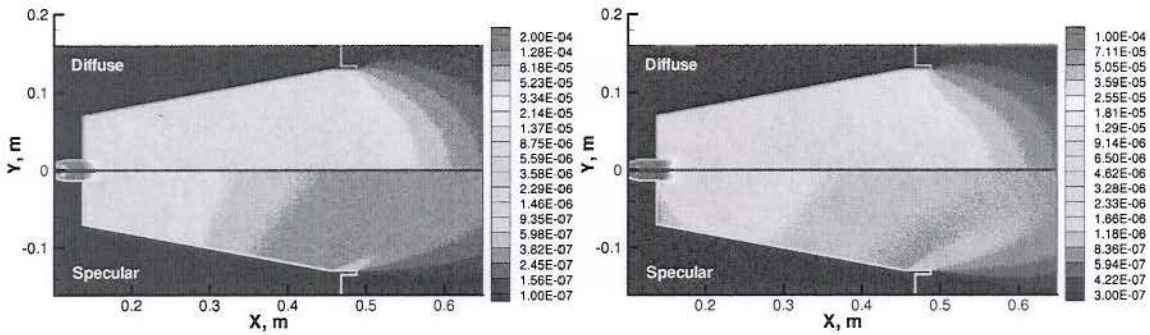 0.2
0.1
0
-0.1
Y, m
Diffuse
Specular
0.2 0.3 0.4 0.5 0.6
X, m
2.00E-04
1.28E-04
8.18E-05
5.23E-05
3.34E-05
2.14E-05
1.37E-05
8.75E-06
5.59E-06
3.58E-06
2.29E-06
1.46E-06
9.35E-07
5.98E-07
3.82E-07
2.45E-07
1.56E-07
1.00E-07
0.2
0.1
0
-0.1
Y, m
Diffuse
Specular
0.2 0.3 0.4 0.5 0.6
X, m
1.00E-04
7.11E-05
5.05E-05
3.59E-05
2.55E-05
1.81E-05
1.29E-05
9.14E-06
6.50E-06
4.62E-06
3.28E-06
2.33E-06
1.66E-06
1.18E-06
8.36E-07
5.94E-07
4.22E-07
3.00E-07